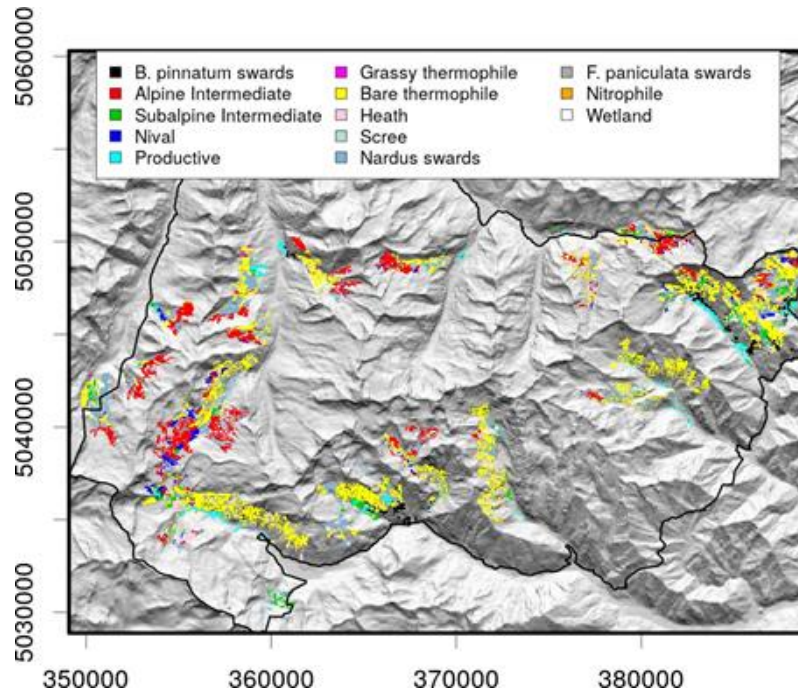 5060000
B. pinnatum swards Grassy thermophile F. paniculata swards
Alpine Intermediate Bare thermophile Nitrophile
Subalpine Intermediate Heath Wetland
Nival Scree
Productive Nardus swards
5050000
5040000
5030000
350000 360000 370000 380000